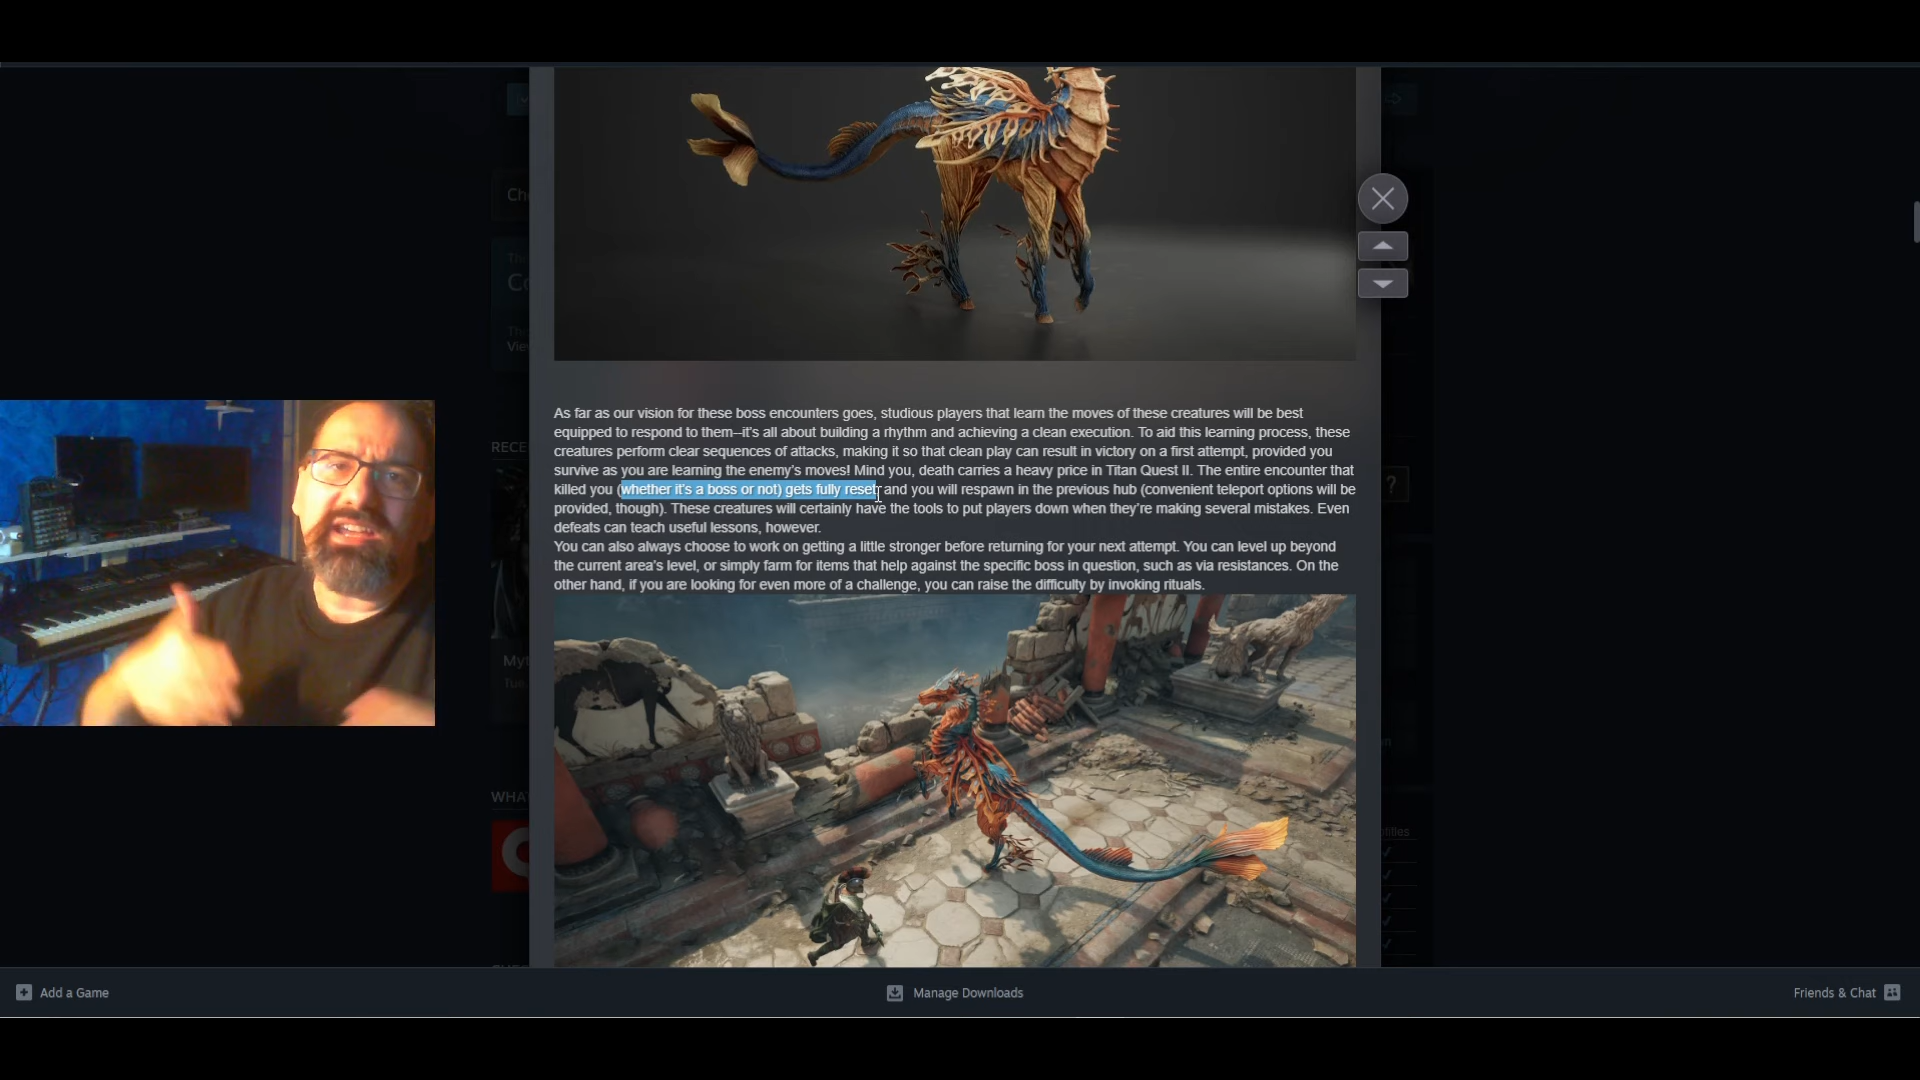 Ch
Co
Vie
RECE
As far as our vision for these boss encounters goes, studious players that learn the moves of these creatures will be best
equipped to respond to them–it's all about building a rhythm and achieving a clean execution. To aid this learning process, these
creatures perform clear sequences of attacks, making it so that clean play can result in victory on a first attempt, provided you
survive as you are learning the enemy's moves! Mind you, death carries a heavy price in Titan Quest II. The entire encounter that
killed you (whether it's a boss or not) gets fully reset, and you will respawn in the previous hub (convenient teleport options will be
provided, though). These creatures will certainly have the tools to put players down when they're making several mistakes. Even
defeats can teach useful lessons, however.
You can also always choose to work on getting a little stronger before returning for your next attempt. You can level up beyond
the current area's level, or simply farm for items that help against the specific boss in question, such as via resistances. On the
other hand, if you are looking for even more of a challenge, you can raise the difficulty by invoking rituals.
?
Myt
Tue
WHA
Add a Game
Manage Downloads
Friends & Chat